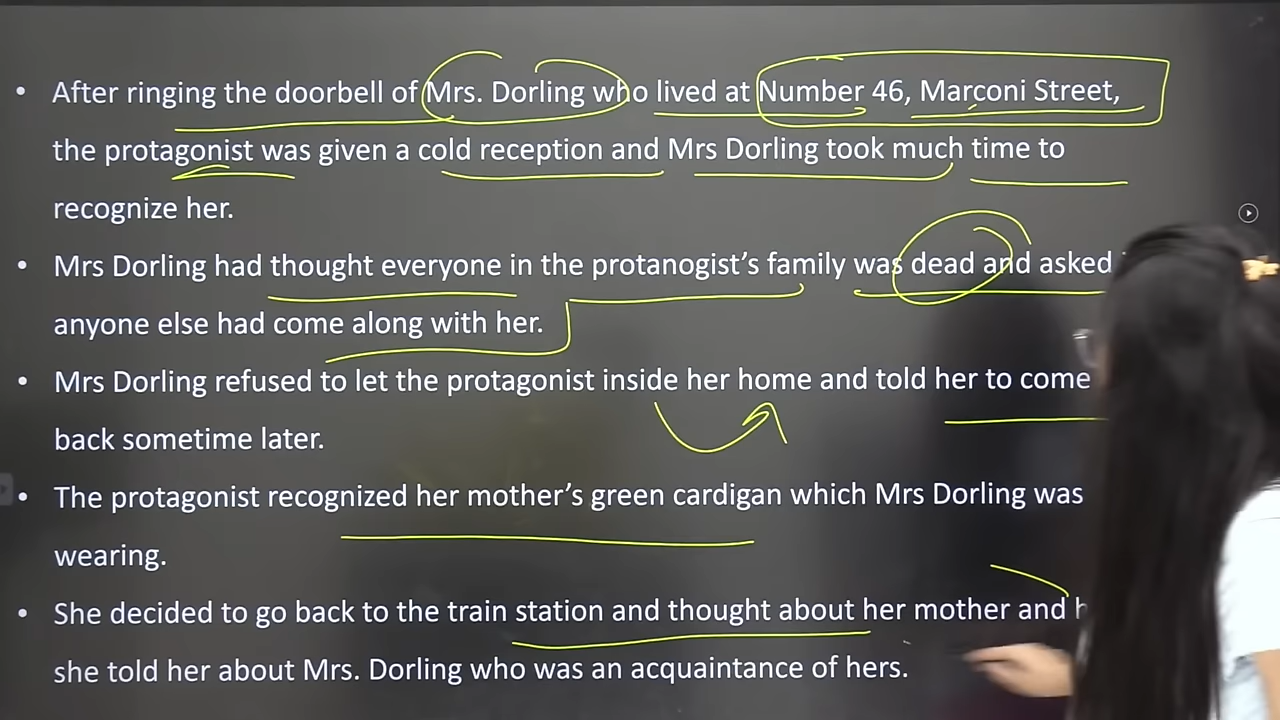 • After ringing the doorbell of Mrs. Dorling who lived at Number 46, Marconi Street,
the protagonist was given a cold reception and Mrs Dorling took much time to
recognize her.
• Mrs Dorling had thought everyone in the protanogist’s family was dead and asked
anyone else had come along with her.
• Mrs Dorling refused to let the protagonist inside her home and told her to come
back sometime later.
• The protagonist recognized her mother’s green cardigan which Mrs Dorling was
wearing.
• She decided to go back to the train station and thought about her mother and
she told her about Mrs. Dorling who was an acquaintance of hers.